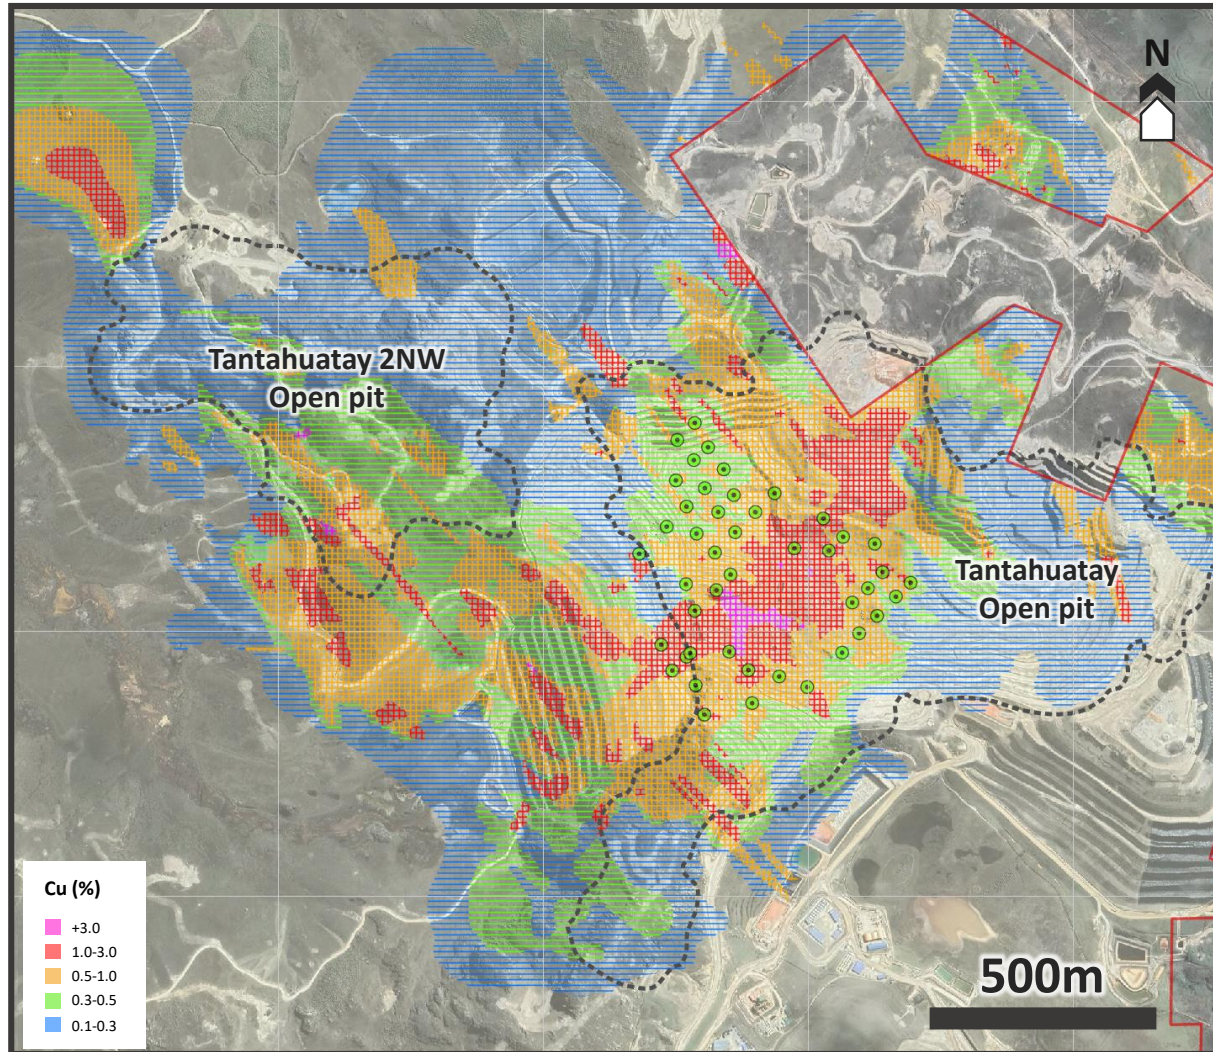 N
Tantahuatay 2NW
Open pit
Tantahuatay
Open pit
Cu (%)
+3.0
1.0-3.0
0.5-1.0
0.3-0.5
0.1-0.3
500m